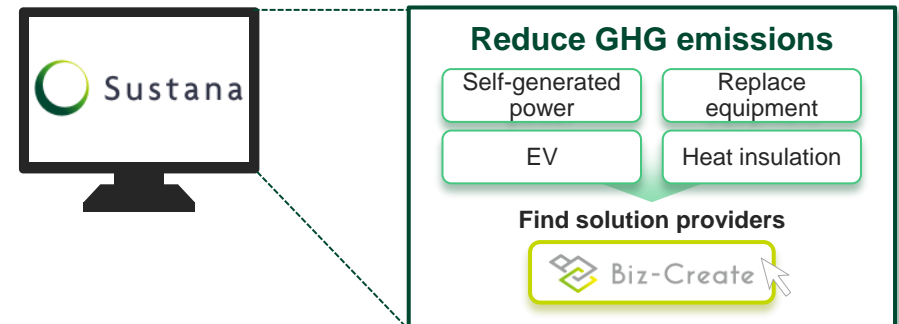 Sustana
Reduce GHG emissions
Self-generated
power
Replace
equipment
EV
Heat insulation
Find solution providers
Biz-Create